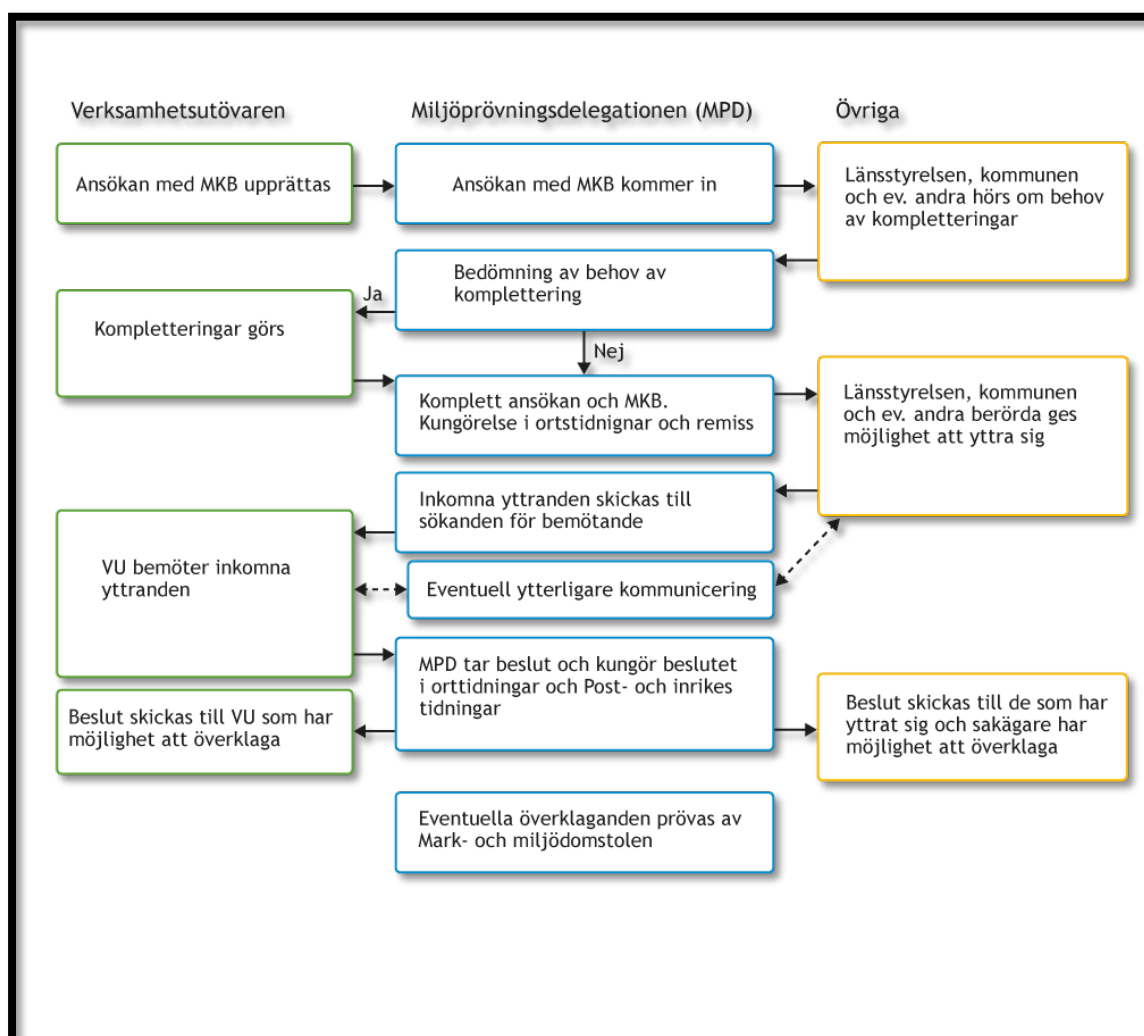 Verksamhetsutövaren
Miljöprövningsdelegationen (MPD)
Övriga
Ansökan med MKB upprättas
Ansökan med MKB kommer in
Länsstyrelsen, kommunen
och ev. andra hörs om behov
av kompletteringar
Bedömning av behov av
komplettering
Ja
Kompletteringar görs
Nej
Komplett ansökan och MKB.
Kungörelse i ortstidnignar och remiss
Länsstyrelsen, kommunen
och ev. andra berörda ges
möjlighet att yttra sig
Inkomna yttranden skickas till
sökanden för bemötande
VU bemöter inkomna
yttranden
Eventuell ytterligare kommunicering
MPD tar beslut och kungör beslutet
i orttidningar och Post- och inrikes
tidningar
Beslut skickas till VU som har
möjlighet att överklaga
Beslut skickas till de som har
yttrat sig och sakägare har
möjlighet att överklaga
Eventuella överklaganden prövas av
Mark- och miljödomstolen